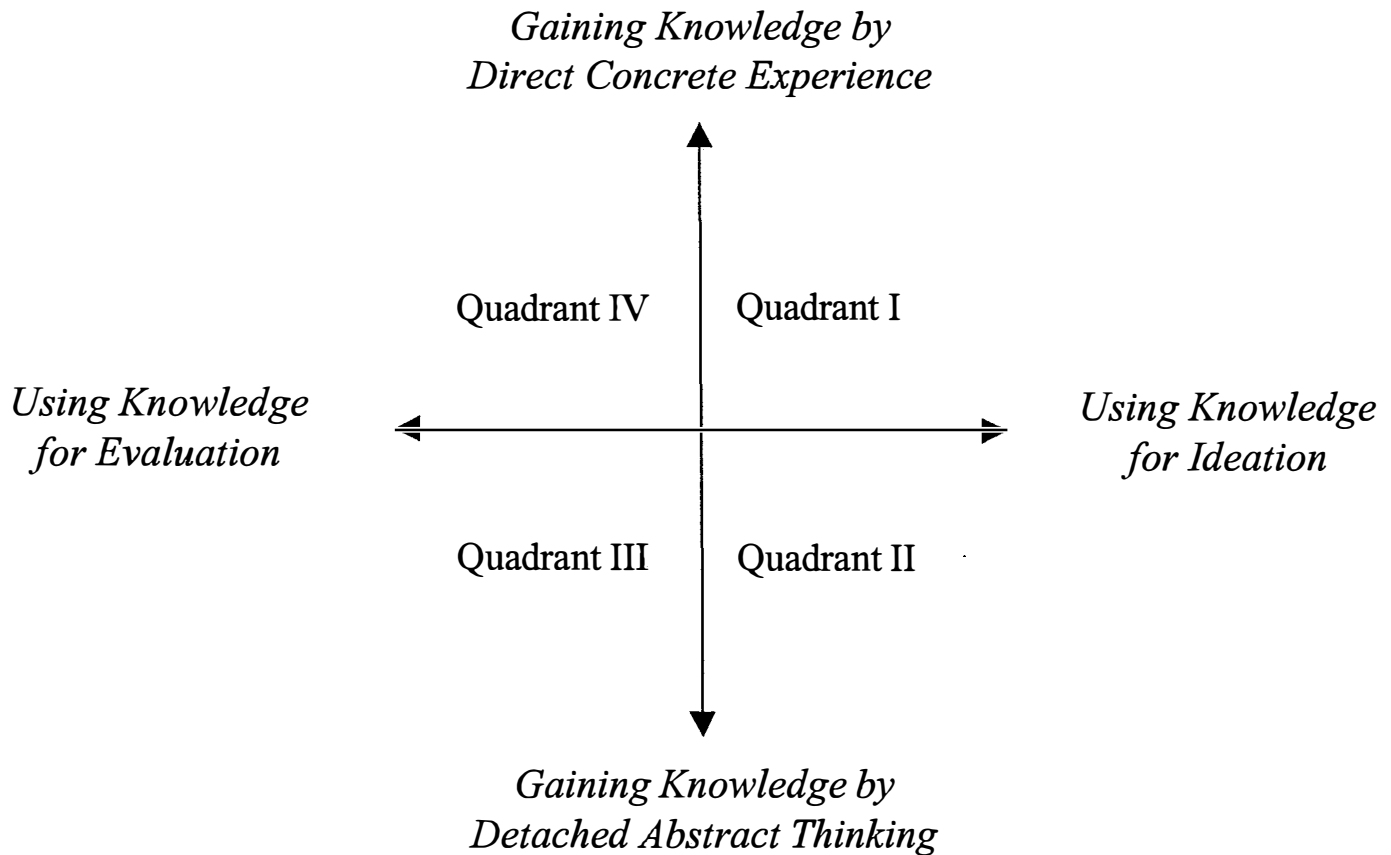 Gaining Knowledge by
Direct Concrete Experience
Quadrant IV
Quadrant I
Using Knowledge
for Evaluation
Using Knowledge
for Ideation
Quadrant III
Quadrant II
Gaining Knowledge by
Detached Abstract Thinking